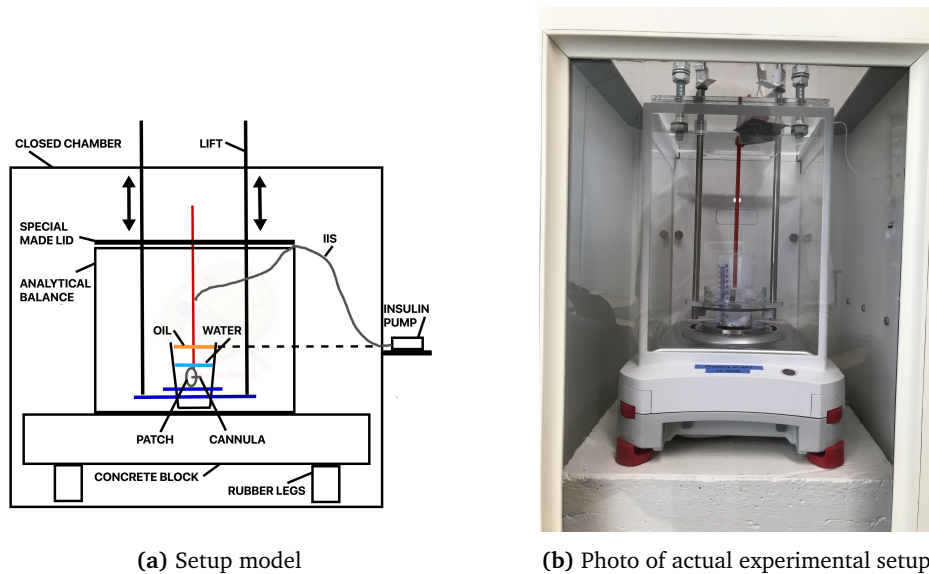 CLOSED CHAMBER
LIFT
SPECIAL
MADE LID
IIS
ANALYTICAL
BALANCE
INSULIN
PUMP
OIL
WATER
PATCH
CANNULA
CONCRETE BLOCK
RUBBER LEGS
(a) Setup model
(b) Photo of actual experimental setup